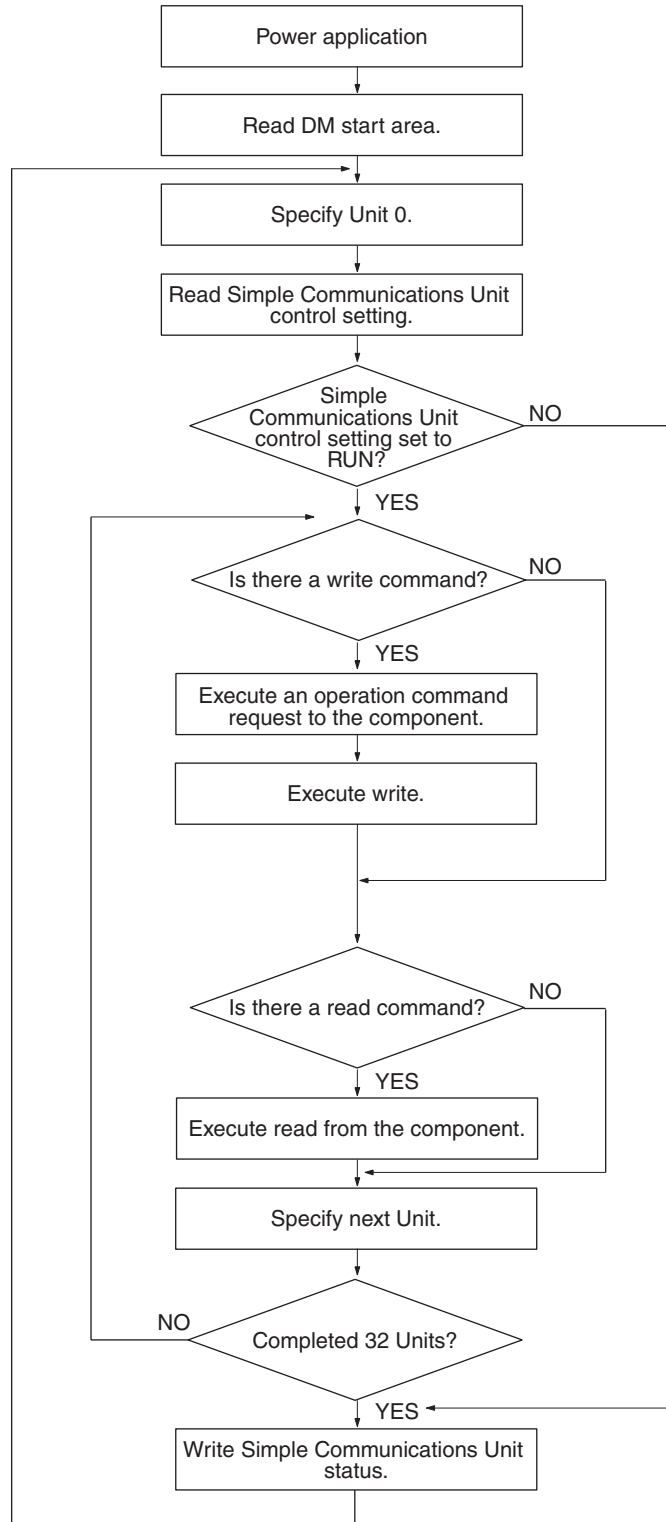 Power application
Read DM start area.
Specify Unit 0.
Read Simple Communications Unit
control setting.
Simple
Communications Unit
control setting set to
RUN?
NO
YES
Is there a write command?
NO
YES
Execute an operation command
request to the component.
Execute write.
Is there a read command?
NO
YES
Execute read from the component.
Specify next Unit.
NO
Completed 32 Units?
YES
Write Simple Communications Unit
status.